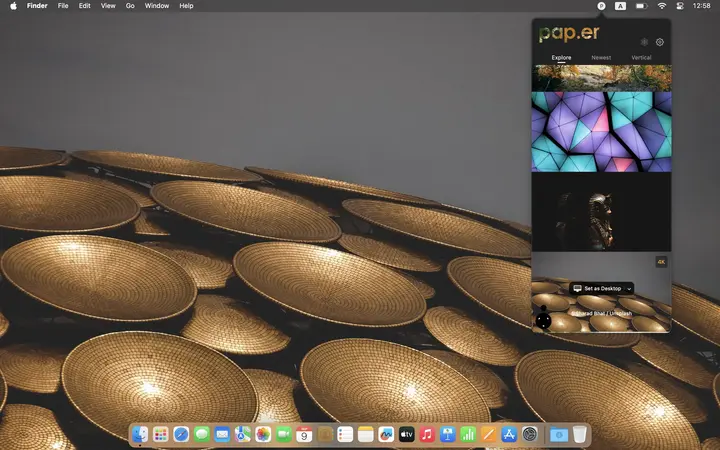 Finder File Edit View Go Window Help
P A 12:58
pap.er
Explore Newest Vertical
4K
Set as Desktop
©Sharad Bhat / Unsplash
9
tv